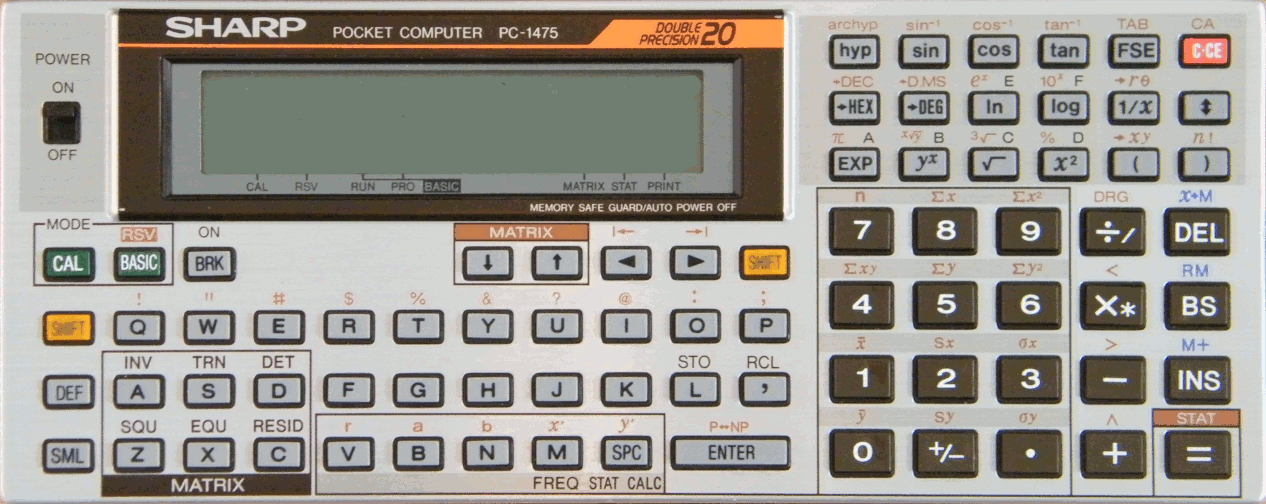 SHARP POCKET COMPUTER PC-1475 DOUBLE PRECISION 20
POWER
ON
OFF
CAL RSV RUN PRO BASIC MATRIX STAT PRINT
MEMORY SAFE GUARD/AUTO POWER OFF
archyp sin⁻¹ cos⁻¹ tan⁻¹ TAB CA
hyp sin cos tan FSE C·CE
→DEC →D.MS eˣ E 10ˣ F →rθ
→HEX →DEG ln log 1/x ↕
π A ˣ√y B ³√ C % D →xy n!
EXP yˣ √ x² ( )
MODE RSV ON MATRIX |← →|
CAL BASIC BRK ↓ ↑ ◀ ▶ SHIFT
! " # $ % & ? @ : ;
SHIFT Q W E R T Y U I O P
INV TRN DET STO RCL
DEF A S D F G H J K L ,
SQU EQU RESID r a b x' y' P↔NP
SML Z X C V B N M SPC ENTER
MATRIX FREQ STAT CALC
n Σx Σx² DRG x→M
7 8 9 ÷/ DEL
Σxy Σy Σy² < RM
4 5 6 X* BS
x̄ Sx σx > M+
1 2 3 − INS
ȳ Sy σy ∧ STAT
0 +/− • + =